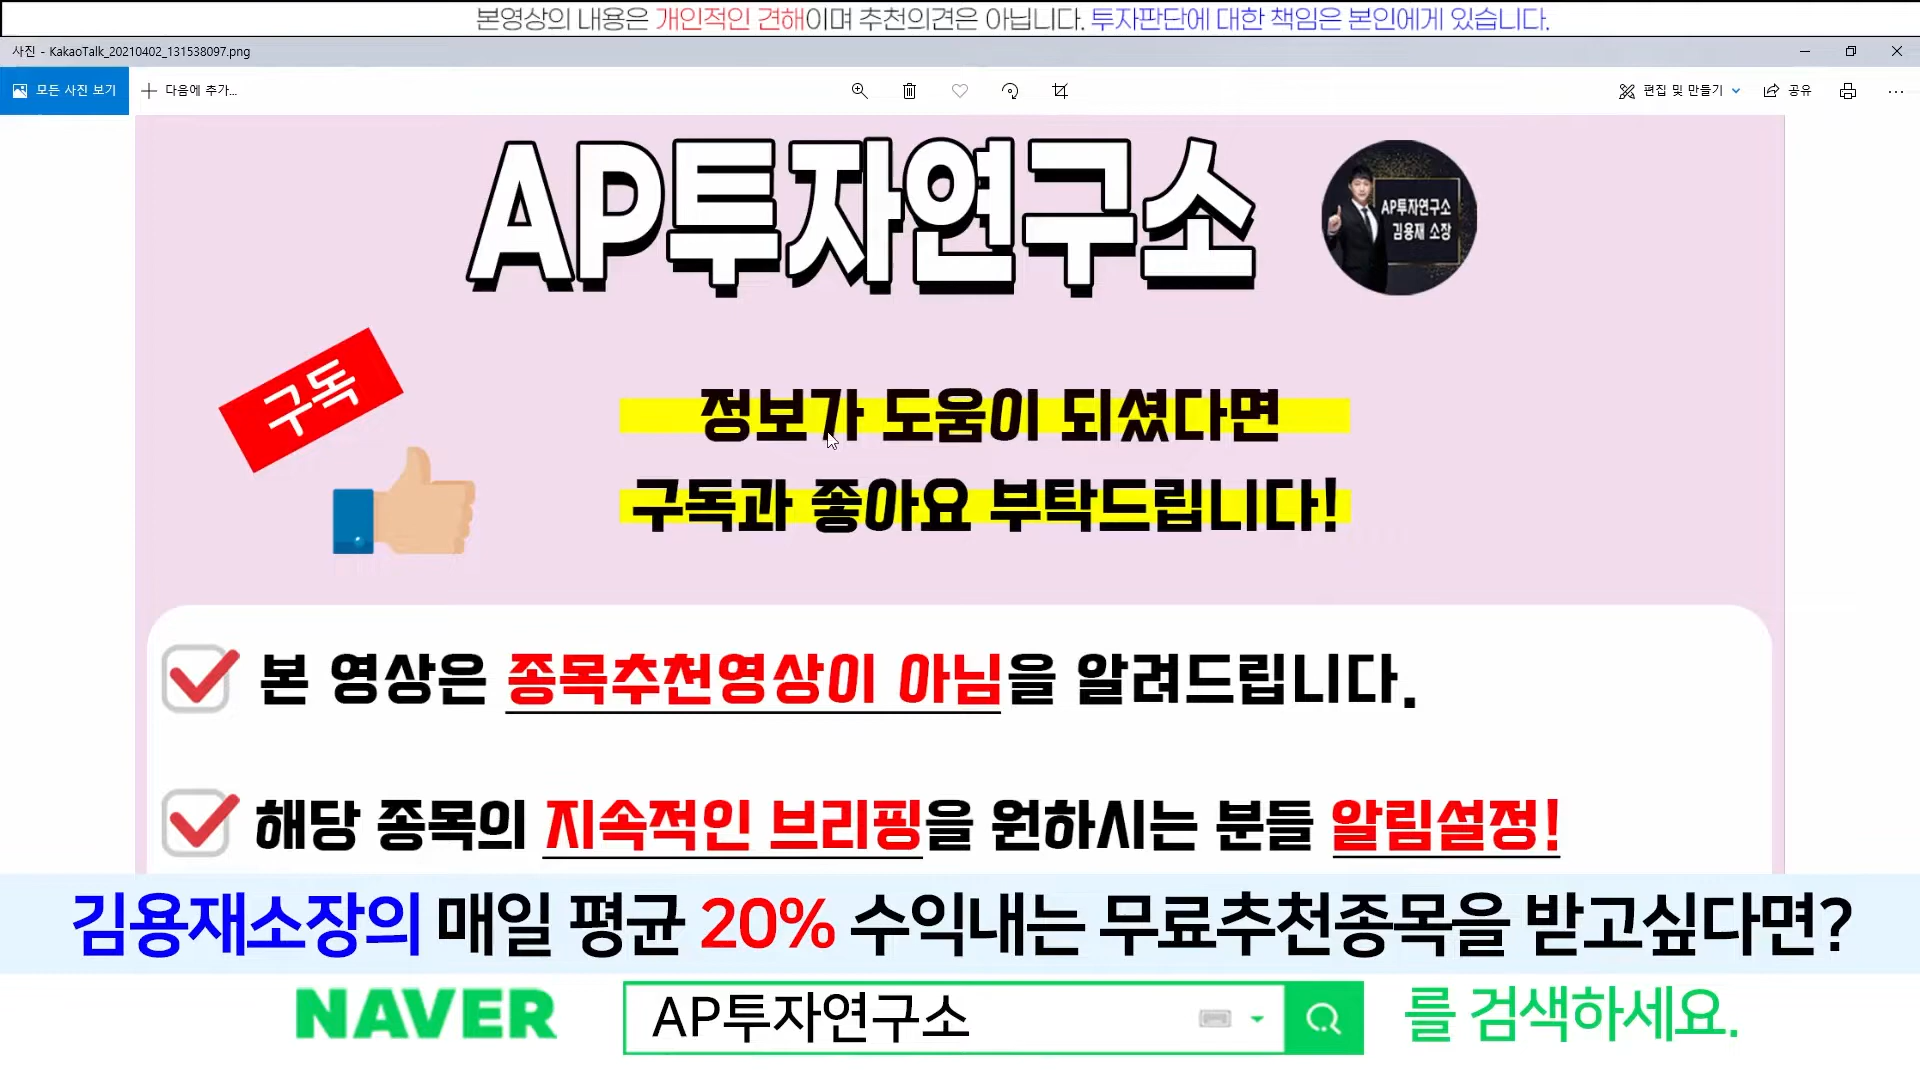 본영상의 내용은 개인적인 견해이며 추천의견은 아닙니다. 투자판단에 대한 책임은 본인에게 있습니다.
사진 - KakaoTalk_20210402_131538097.png
모든 사진 보기
다음에 추가...
편집 및 만들기
공유
AP투자연구소
AP투자연구소
김용재 소장
구독
정보가 도움이 되셨다면
구독과 좋아요 부탁드립니다!
본 영상은 종목추천영상이 아님을 알려드립니다.
해당 종목의 지속적인 브리핑을 원하시는 분들 알림설정!
김용재소장의 매일 평균 20% 수익내는 무료추천종목을 받고싶다면?
NAVER AP투자연구소 를 검색하세요.